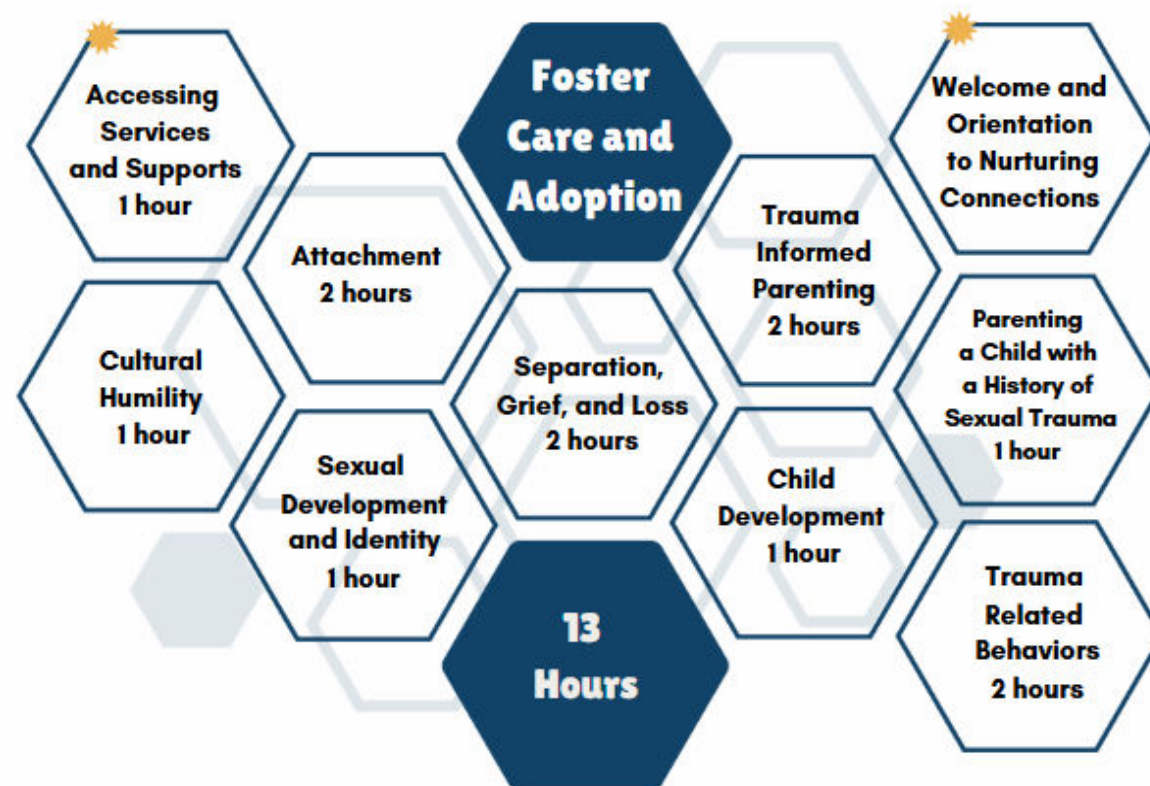 Accessing
Services
and Supports
1 hour
Foster
Care and
Adoption
Welcome and
Orientation
to Nurturing
Connections
Attachment
2 hours
Trauma
Informed
Parenting
2 hours
Cultural
Humility
1 hour
Separation,
Grief, and Loss
2 hours
Parenting
a Child with
a History of
Sexual Trauma
1 hour
Sexual
Development
and Identity
1 hour
Child
Development
1 hour
13
Hours
Trauma
Related
Behaviors
2 hours